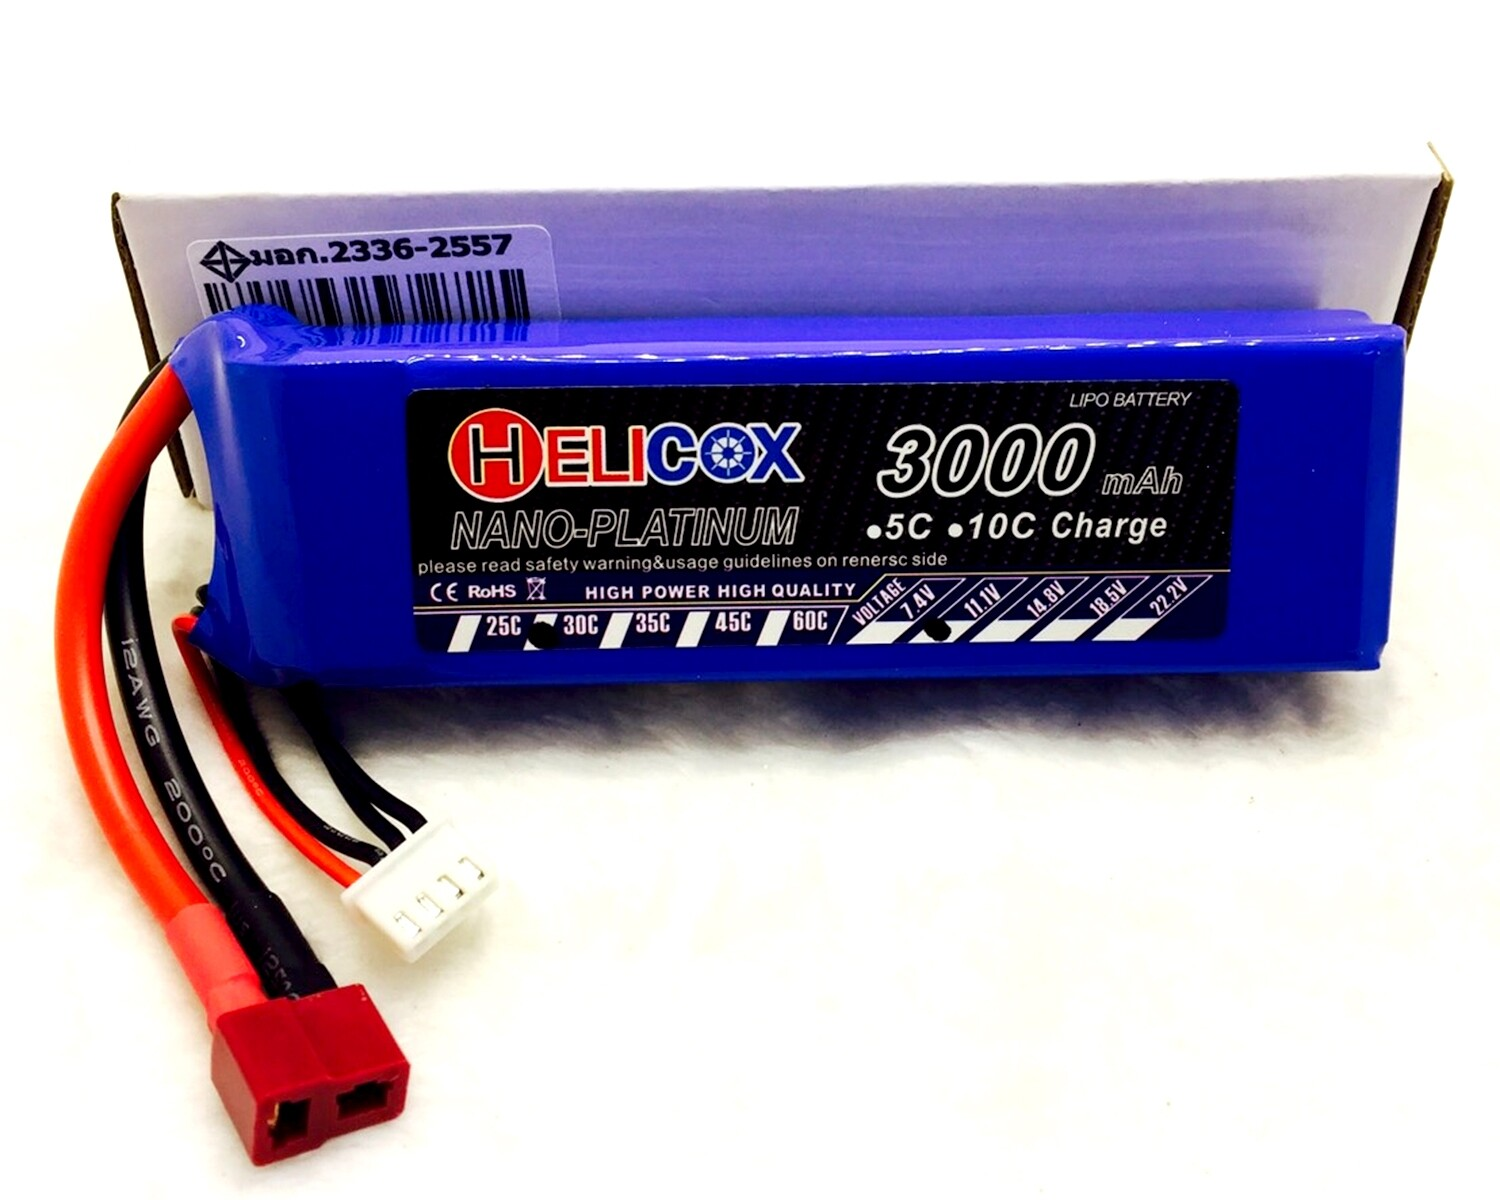 มอก.2336-2557
LIPO BATTERY
HELICOX
3000 mAh
NANO-PLATINUM
•5C •10C Charge
please read safety warning&usage guidelines on renersc side
CE RoHS HIGH POWER HIGH QUALITY
VOLTAGE 7.4V 11.1V 14.8V 18.5V 22.2V
25C 30C 35C 45C 60C
12AWG 200°C
200°C